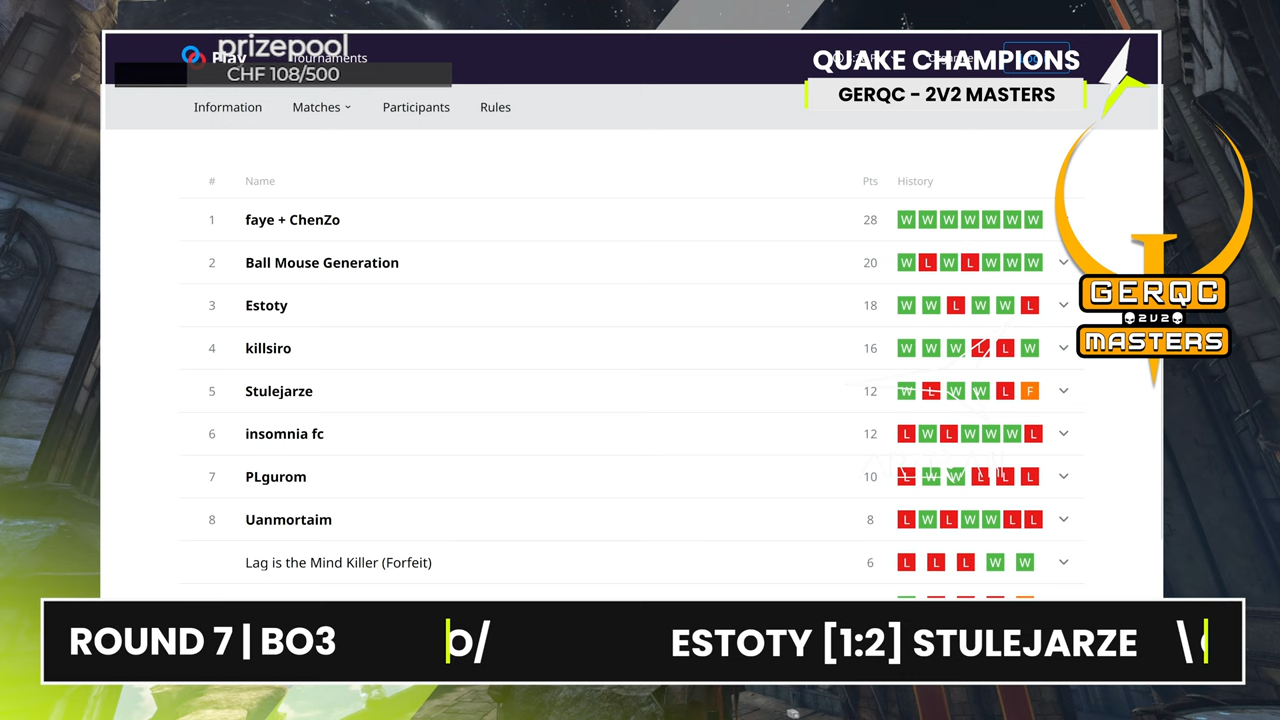 prizepool
Play Tournaments
CHF 108/500
QUAKE CHAMPIONS
GERQC - 2V2 MASTERS
Information Matches Participants Rules
# Name Pts History
1 faye + ChenZo 28 W W W W W W W
2 Ball Mouse Generation 20 W L W L W W W
3 Estoty 18 W W L W W L
4 killsiro 16 W W W L L W
5 Stulejarze 12 W L W W L F
6 insomnia fc 12 L W L W W W L
7 PLgurom 10 L W W L L L
8 Uanmortaim 8 L W L W W L L
Lag is the Mind Killer (Forfeit) 6 L L L W W
GERQC
2V2
MASTERS
ROUND 7 | BO3 o/ ESTOTY [1:2] STULEJARZE \